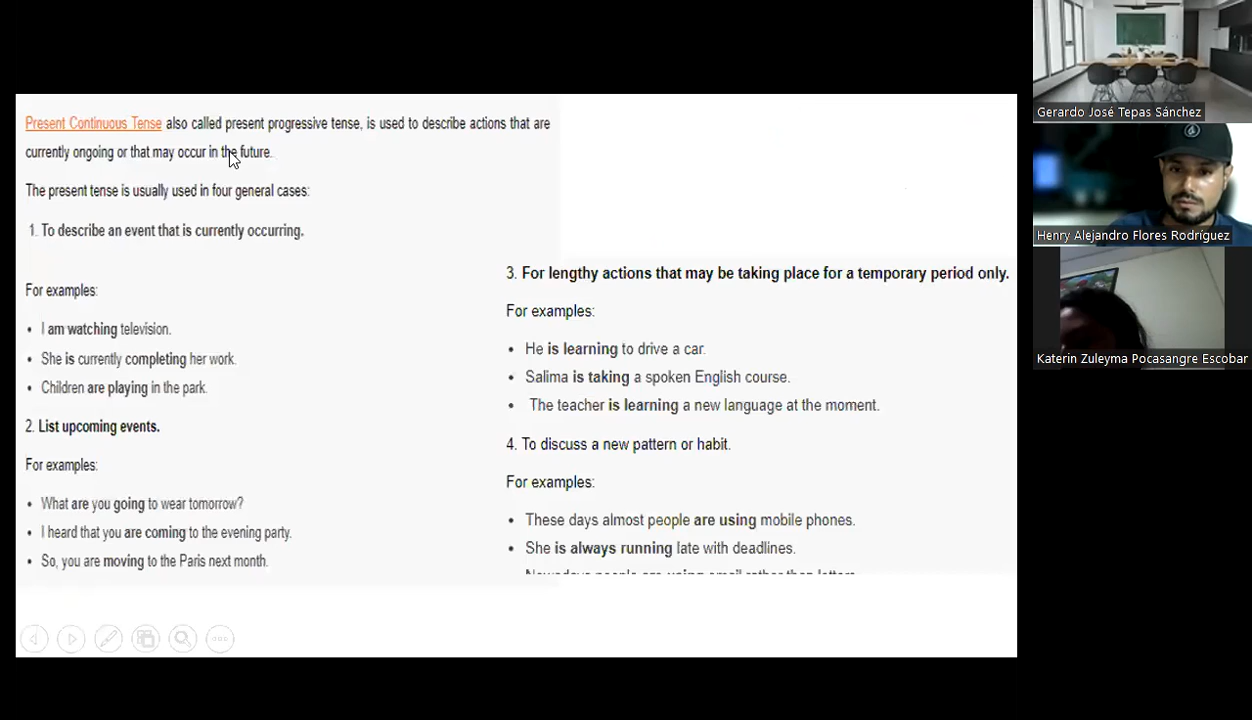 Present Continuous Tense also called present progressive tense, is used to describe actions that are
currently ongoing or that may occur in the future.
The present tense is usually used in four general cases:
1. To describe an event that is currently occurring.
For examples:
• I am watching television.
• She is currently completing her work.
• Children are playing in the park.
2. List upcoming events.
For examples:
• What are you going to wear tomorrow?
• I heard that you are coming to the evening party.
• So, you are moving to the Paris next month.
3. For lengthy actions that may be taking place for a temporary period only.
For examples:
• He is learning to drive a car.
• Salima is taking a spoken English course.
• The teacher is learning a new language at the moment.
4. To discuss a new pattern or habit.
For examples:
• These days almost people are using mobile phones.
• She is always running late with deadlines.
Nowadays people are using email rather than letters
Gerardo José Tepas Sánchez
Henry Alejandro Flores Rodríguez
Katerin Zuleyma Pocasangre Escobar